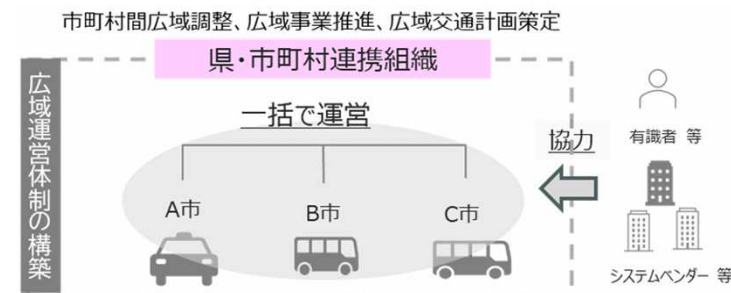 市町村間広域調整、広域事業推進、広域交通計画策定
県・市町村連携組織
広域運営体制の構築
一括で運営
A市
B市
C市
協力
有識者 等
システムベンダー 等